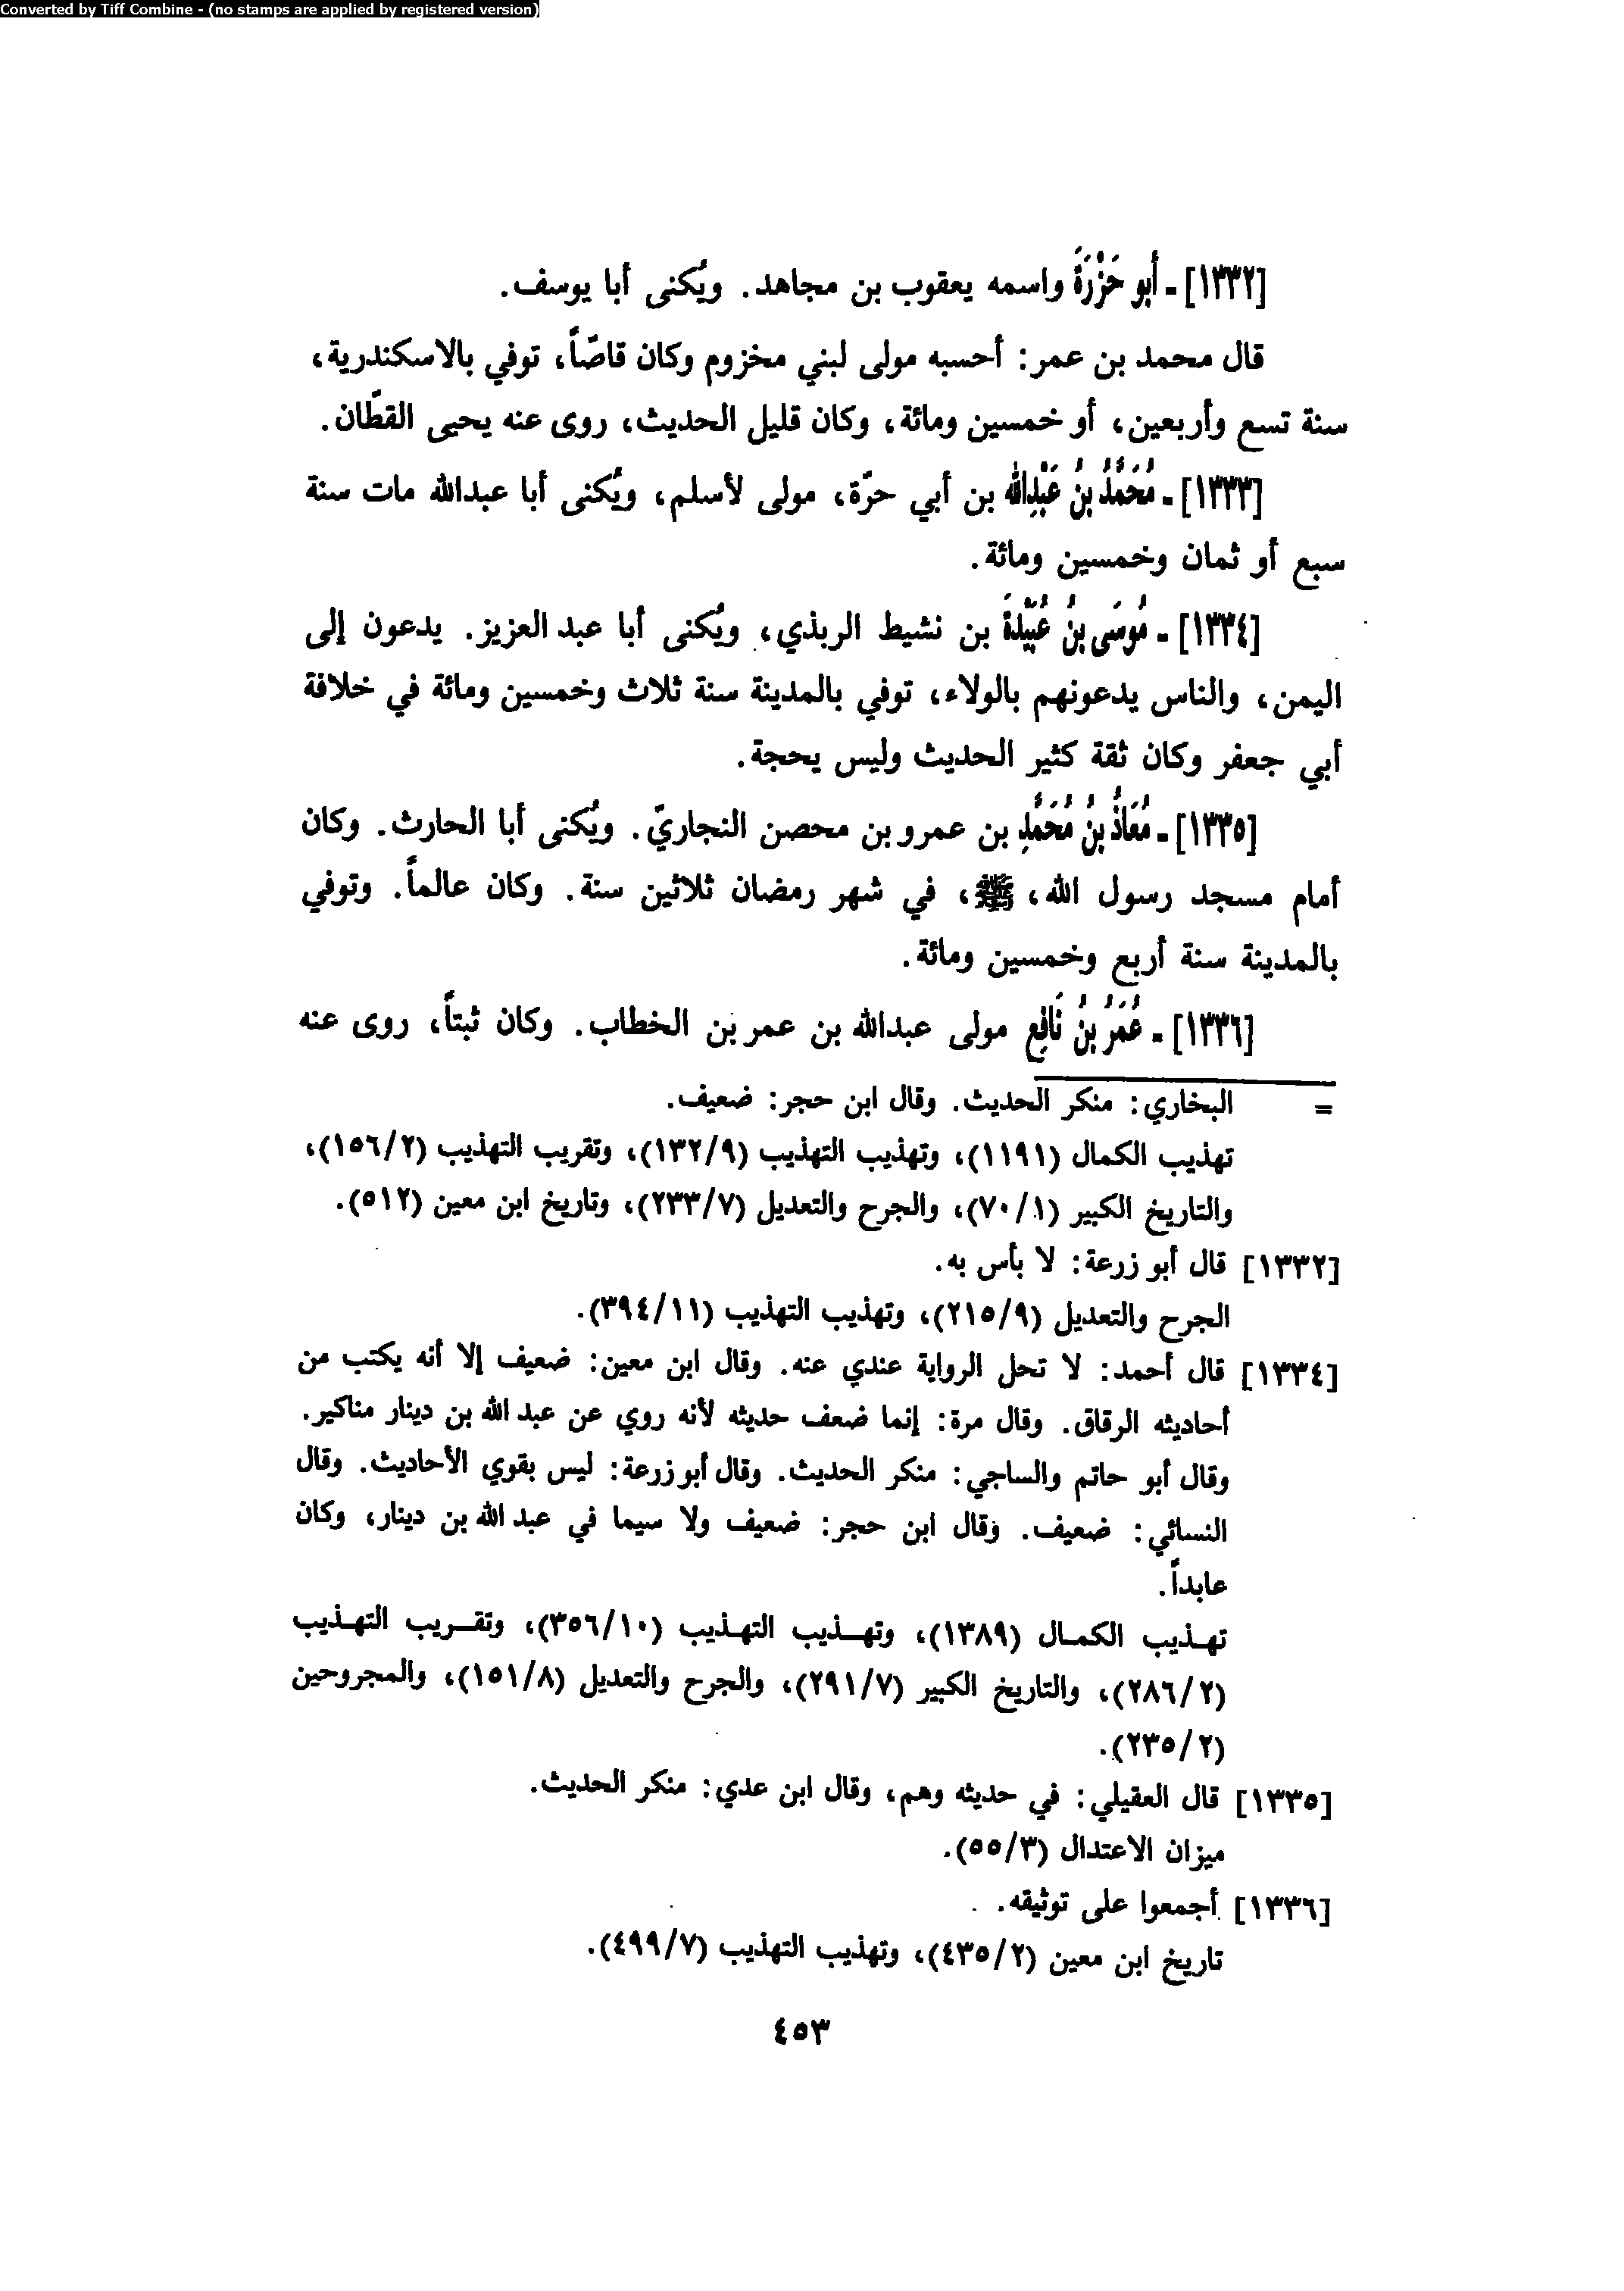 Converted by Tiff Combine - (no stamps are applied by registered version)
[١٣٣٢] - أَبُو حَزْرَةَ واسمه يعقوب بن مجاهد. ويُكنى أبا يوسف.
قال محمد بن عمر: أحسبه مولى لبني مخزوم وكان قاصّاً، توفي بالاسكندرية،
سنة تسع وأربعين، أو خمسين ومائة، وكان قليل الحديث، روى عنه يحيى القطّان.
[١٣٣٣] - مُحَمَّدُ بنُ عَبْدِالله بن أبي حرّة، مولى لأسلم، ويُكنى أبا عبدالله مات سنة
سبع أو ثمان وخمسين ومائة.
[١٣٣٤] - مُوسَى بنُ عُبَيْدَةَ بن نشيط الربذي، ويُكنى أبا عبد العزيز. يدعون إلى
اليمن، والناس يدعونهم بالولاء، توفي بالمدينة سنة ثلاث وخمسين ومائة في خلافة
أبي جعفر وكان ثقة كثير الحديث وليس يحجة.
[١٣٣٥] - مُعَاذُ بنُ مُحَمَّدِ بن عمرو بن محصن النجاريّ. ويُكنى أبا الحارث. وكان
أمام مسجد رسول الله، ﷺ، في شهر رمضان ثلاثين سنة. وكان عالماً. وتوفي
بالمدينة سنة أربع وخمسين ومائة.
[١٣٣٦] - عُمَرُ بنُ نَافِع مولى عبدالله بن عمر بن الخطاب. وكان ثبتاً، روى عنه
= البخاري: منكر الحديث. وقال ابن حجر: ضعيف.
تهذيب الكمال (١١٩١)، وتهذيب التهذيب (١٣٢/٩)، وتقريب التهذيب (١٥٦/٢)،
والتاريخ الكبير (٧٠/١)، والجرح والتعديل (٢٣٣/٧)، وتاريخ ابن معين (٥١٢).
[١٣٣٢] قال أبو زرعة: لا بأس به.
الجرح والتعديل (٢١٥/٩)، وتهذيب التهذيب (٣٩٤/١١).
[١٣٣٤] قال أحمد: لا تحل الرواية عندي عنه. وقال ابن معين: ضعيف إلا أنه يكتب من
أحاديثه الرقاق. وقال مرة: إنما ضعف حديثه لأنه روي عن عبد الله بن دينار مناكير.
وقال أبو حاتم والساجي: منكر الحديث. وقال أبو زرعة: ليس بقوي الأحاديث. وقال
النسائي: ضعيف. وقال ابن حجر: ضعيف ولا سيما في عبد الله بن دينار، وكان
عابداً.
تهذيب الكمال (١٣٨٩)، وتهذيب التهذيب (٣٥٦/١٠)، وتقريب التهذيب
(٢٨٦/٢)، والتاريخ الكبير (٢٩١/٧)، والجرح والتعديل (١٥١/٨)، والمجروحين
(٢٣٥/٢).
[١٣٣٥] قال العقيلي: في حديثه وهم، وقال ابن عدي: منكر الحديث.
ميزان الاعتدال (٥٥/٣).
[١٣٣٦] أجمعوا على توثيقه.
تاريخ ابن معين (٤٣٥/٢)، وتهذيب التهذيب (٤٩٩/٧).
٤٥٣